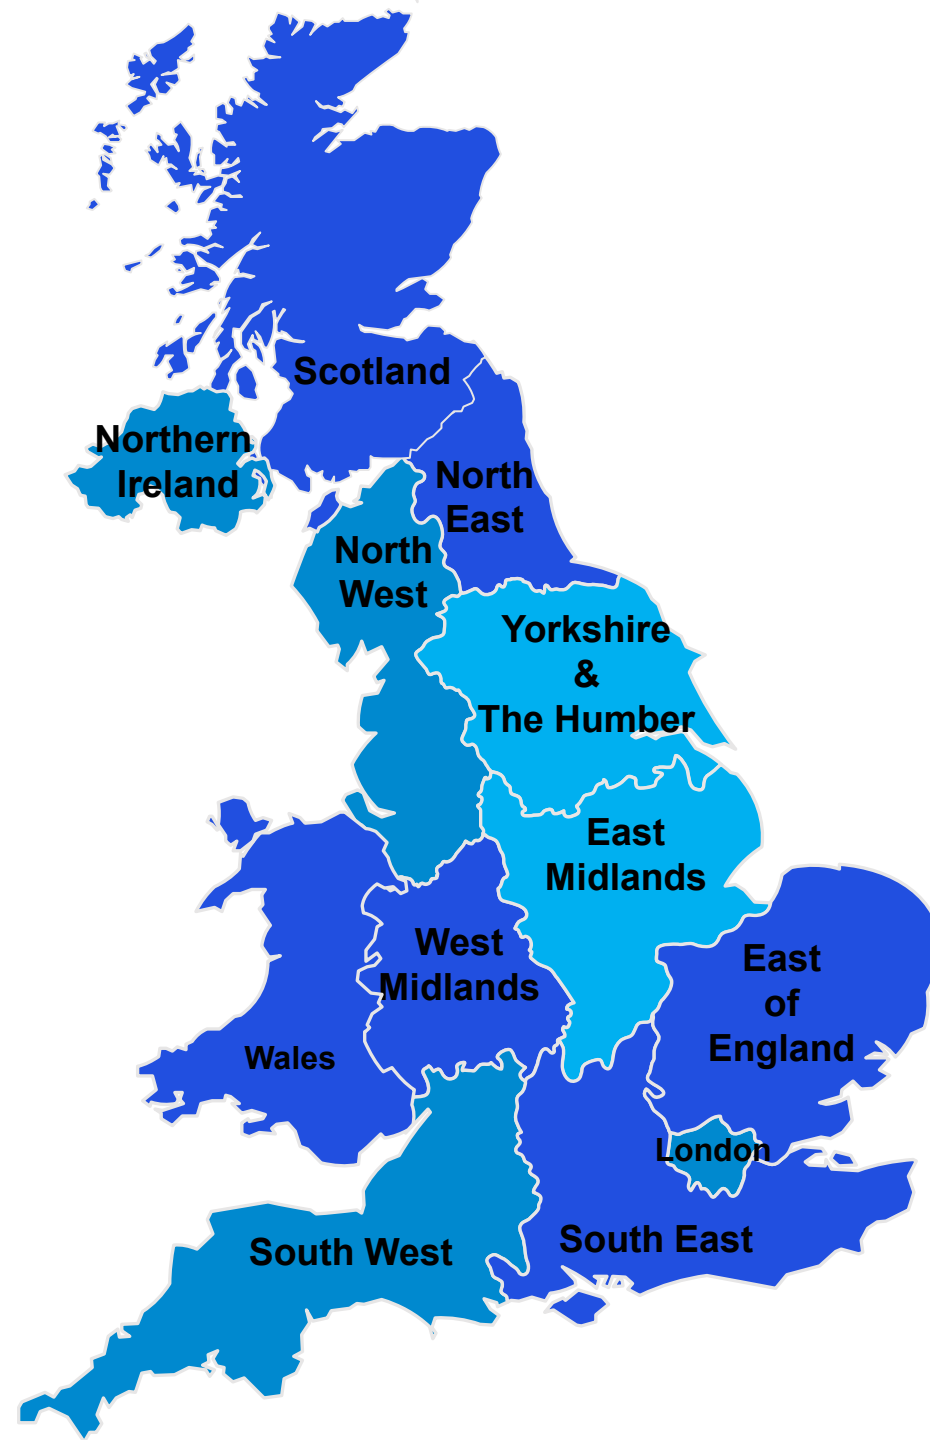 Scotland
Northern
Ireland
North
East
North
West
Yorkshire
&
The Humber
East
Midlands
West
Midlands
East
of
England
Wales
London
South East
South West